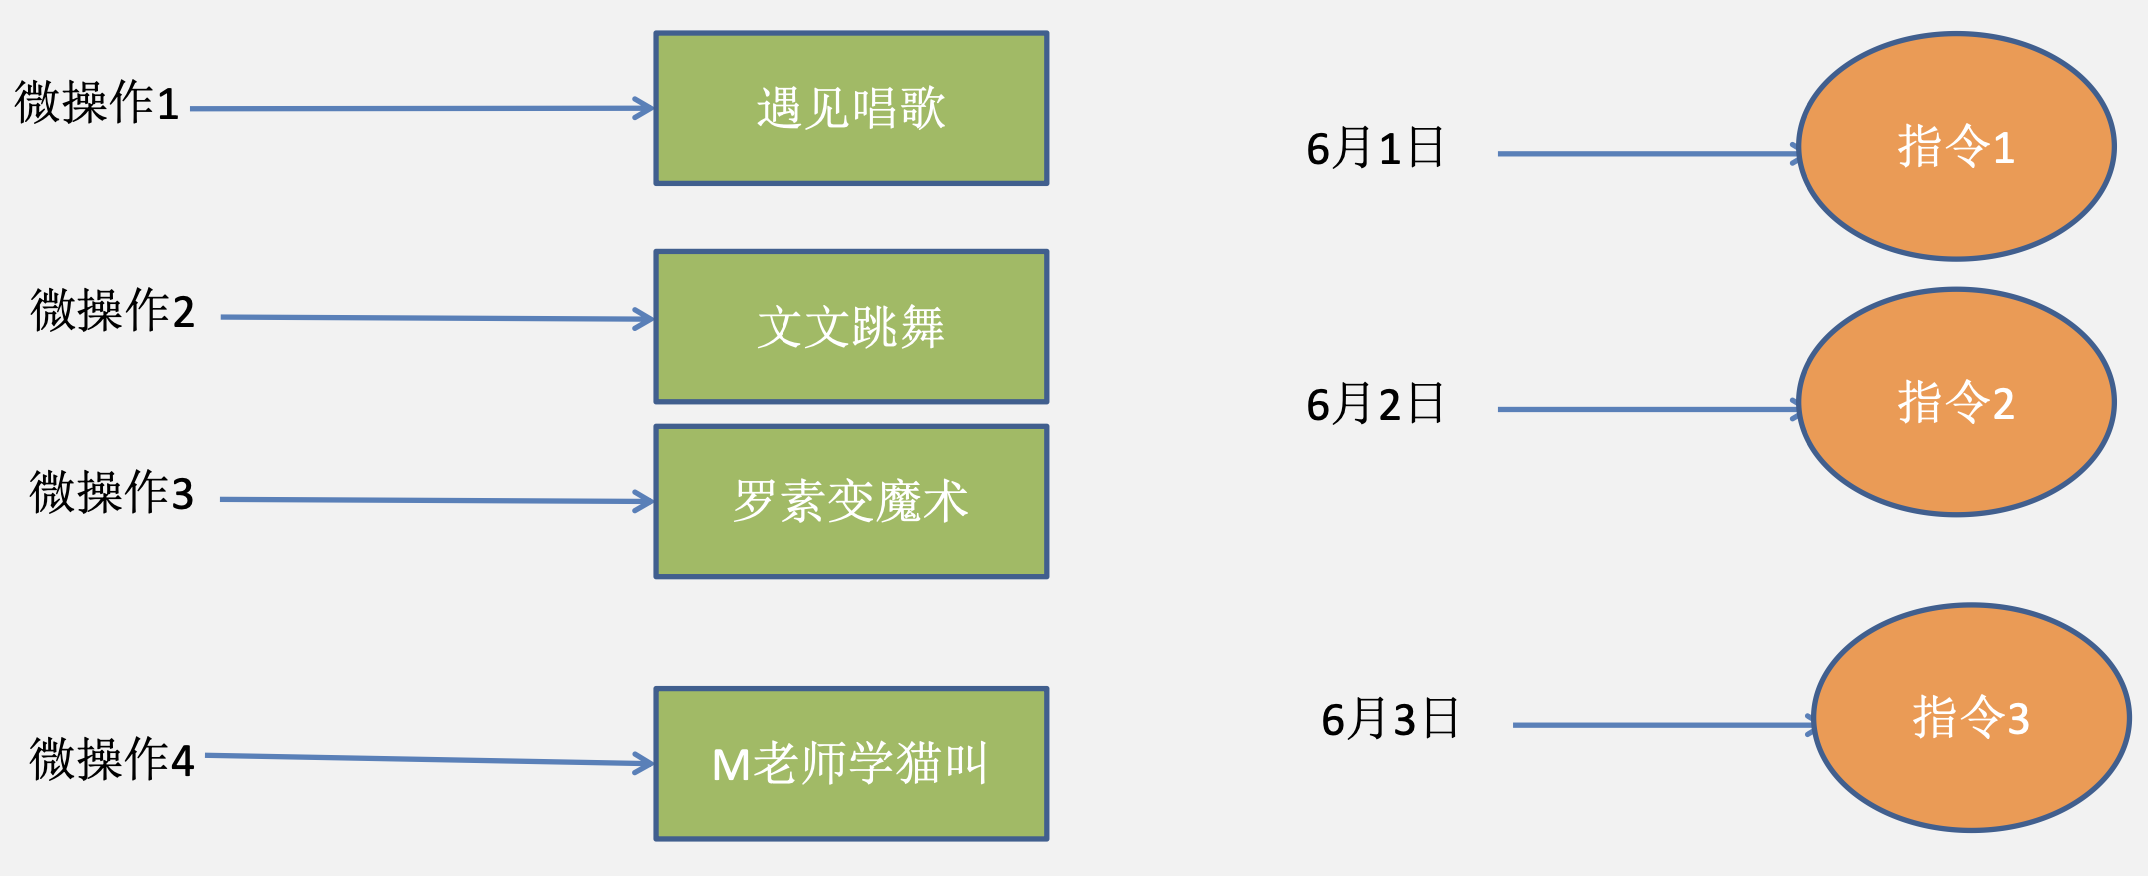 微操作1
遇见唱歌
微操作2
文文跳舞
微操作3
罗素变魔术
微操作4
M老师学猫叫
6月1日
指令1
6月2日
指令2
6月3日
指令3